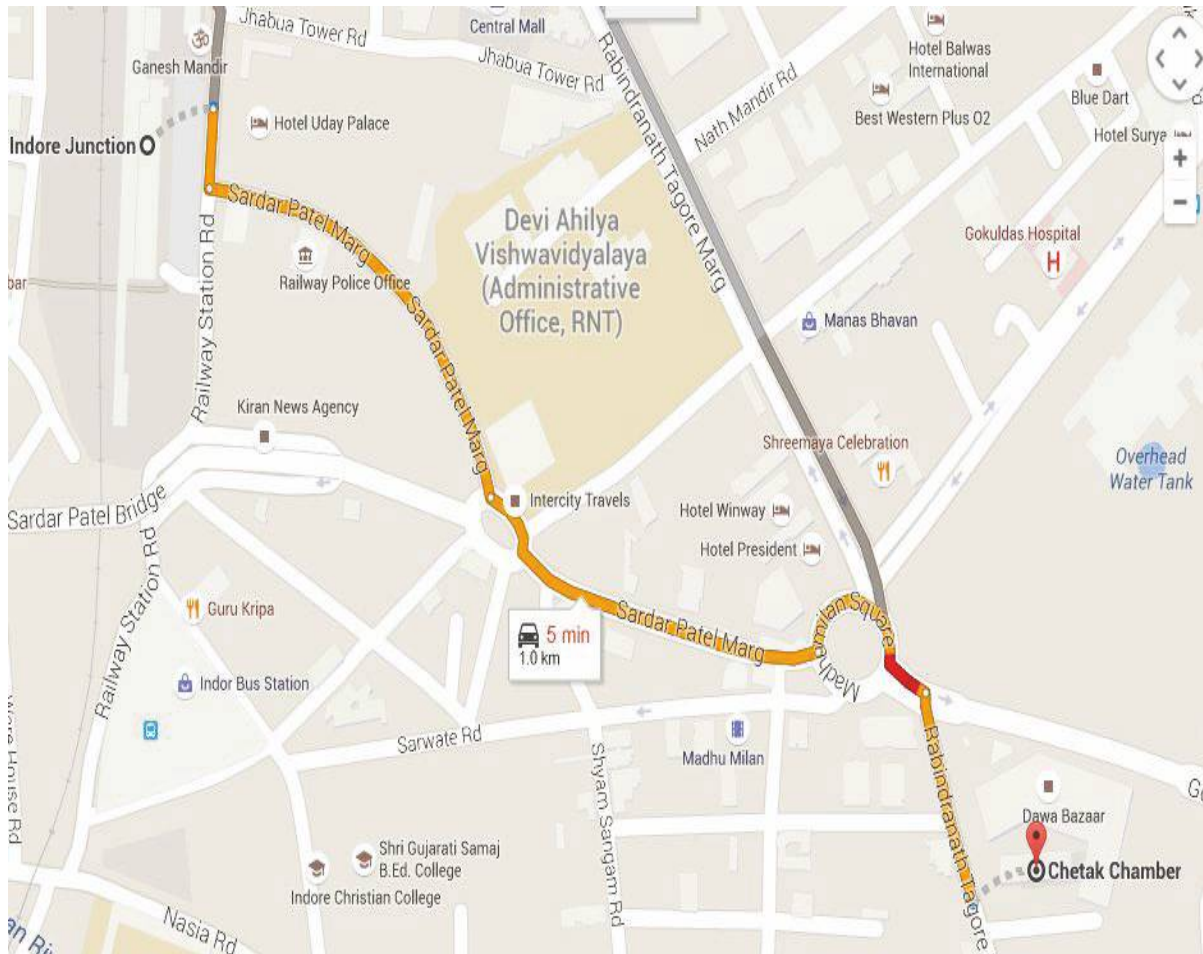 Jhabua Tower Rd
Central Mall
Jhabua Tower Rd
Ganesh Mandir
Hotel Balwas
International
Rabindranath Tagore Marg
Nath Mandir Rd
Blue Dart
Best Western Plus O2
Hotel Surya
Indore Junction
Hotel Uday Palace
+
−
Sardar Patel Marg
Devi Ahilya
Vishwavidyalaya
(Administrative
Office, RNT)
Gokuldas Hospital
H
Railway Police Office
bar
Railway Station Rd
Sardar Patel Marg
Sardar Patel Marg
Manas Bhavan
Kiran News Agency
Shreemaya Celebration
Overhead
Water Tank
Intercity Travels
Hotel Winway
Sardar Patel Bridge
Hotel President
Railway Station Rd
Guru Kripa
5 min
1.0 km
Sardar Patel Marg
Madhumilan Square
Indor Bus Station
Sarwate Rd
Madhu Milan
Shyam Sangam Rd
Rabindranath Tagore
Dawa Bazaar
Chetak Chamber
Shri Gujarati Samaj
B.Ed. College
Indore Christian College
Nasia Rd
House Rd